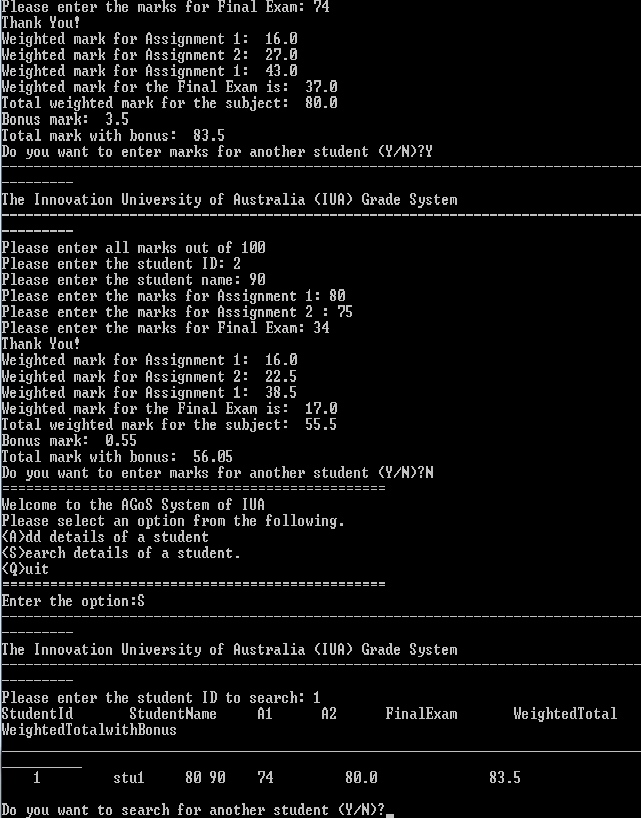 Please enter the marks for Final Exam: 74
Thank You!
Weighted mark for Assignment 1:  16.0
Weighted mark for Assignment 2:  27.0
Weighted mark for Assignment 1:  43.0
Weighted mark for the Final Exam is:  37.0
Total weighted mark for the subject:  80.0
Bonus mark:  3.5
Total mark with bonus:  83.5
Do you want to enter marks for another student (Y/N)?Y
--------------------------------------------------------------------------------
---------
The Innovation University of Australia (IUA) Grade System
--------------------------------------------------------------------------------
---------
Please enter all marks out of 100
Please enter the student ID: 2
Please enter the student name: 90
Please enter the marks for Assignment 1: 80
Please enter the marks for Assignment 2 : 75
Please enter the marks for Final Exam: 34
Thank You!
Weighted mark for Assignment 1:  16.0
Weighted mark for Assignment 2:  22.5
Weighted mark for Assignment 1:  38.5
Weighted mark for the Final Exam is:  17.0
Total weighted mark for the subject:  55.5
Bonus mark:  0.55
Total mark with bonus:  56.05
Do you want to enter marks for another student (Y/N)?N
================================================
Welcome to the AGoS System of IUA
Please select an option from the following.
<A>dd details of a student
<S>earch details of a student.
<Q>uit
================================================
Enter the option:S
--------------------------------------------------------------------------------
---------
The Innovation University of Australia (IUA) Grade System
--------------------------------------------------------------------------------
---------
Please enter the student ID to search: 1
StudentId       StudentName     A1      A2      FinalExam       WeightedTotal
WeightedTotalwithBonus
________________________________________________________________________________
__________
    1         stu1     80 90    74         80.0              83.5
Do you want to search for another student (Y/N)?_